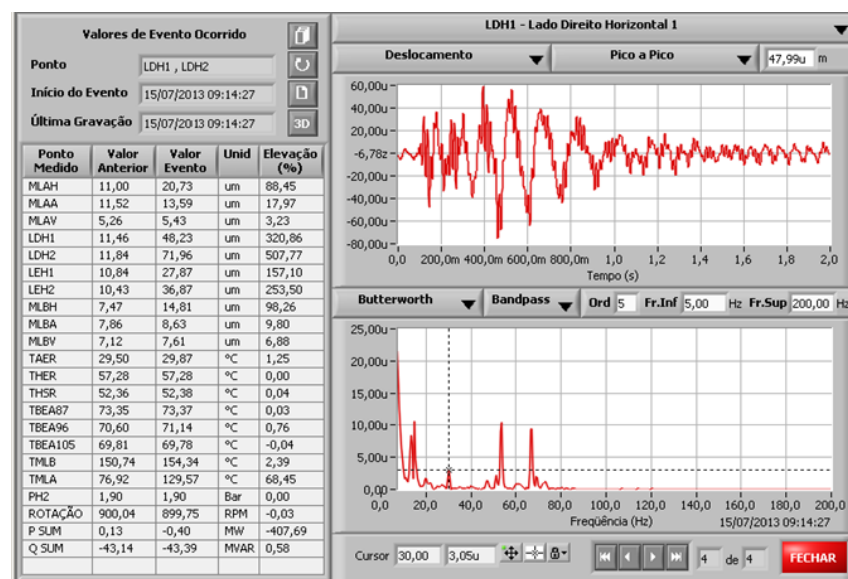 Valores de Evento Ocorrido
Ponto LDH1 , LDH2
Início do Evento 15/07/2013 09:14:27
Última Gravação 15/07/2013 09:14:27
3D
Ponto Medido Valor Anterior Valor Evento Unid Elevação (%)
MLAH 11,00 20,73 um 88,45
MLAA 11,52 13,59 um 17,97
MLAV 5,26 5,43 um 3,23
LDH1 11,46 48,23 um 320,86
LDH2 11,84 71,96 um 507,77
LEH1 10,84 27,87 um 157,10
LEH2 10,43 36,87 um 253,50
MLBH 7,47 14,81 um 98,26
MLBA 7,86 8,63 um 9,80
MLBV 7,12 7,61 um 6,88
TAER 29,50 29,87 °C 1,25
THER 57,28 57,28 °C 0,00
THSR 52,36 52,38 °C 0,04
TBEA87 73,35 73,37 °C 0,03
TBEA96 70,60 71,14 °C 0,76
TBEA105 69,81 69,78 °C -0,04
TMLB 150,74 154,34 °C 2,39
TMLA 76,92 129,57 °C 68,45
PH2 1,90 1,90 Bar 0,00
ROTAÇÃO 900,04 899,75 RPM -0,03
P SUM 0,13 -0,40 MW -407,69
Q SUM -43,14 -43,39 MVAR 0,58
LDH1 - Lado Direito Horizontal 1
Deslocamento Pico a Pico 47,99u m
60,00u
40,00u
20,00u
-6,78z
-20,00u
-40,00u
-60,00u
-80,00u
0,0 200,0m 400,0m 600,0m 800,0m 1,0 1,2 1,4 1,6 1,8 2,0
Tempo (s)
Butterworth Bandpass Ord 5 Fr.Inf 5,00 Hz Fr.Sup 200,00 Hz
25,00u
20,00u
15,00u
10,00u
5,00u
0,00
0,0 20,0 40,0 60,0 80,0 100,0 120,0 140,0 160,0 180,0 200,0
Freqüência (Hz) 15/07/2013 09:14:27
Cursor 30,00 3,05u 4 de 4 FECHAR